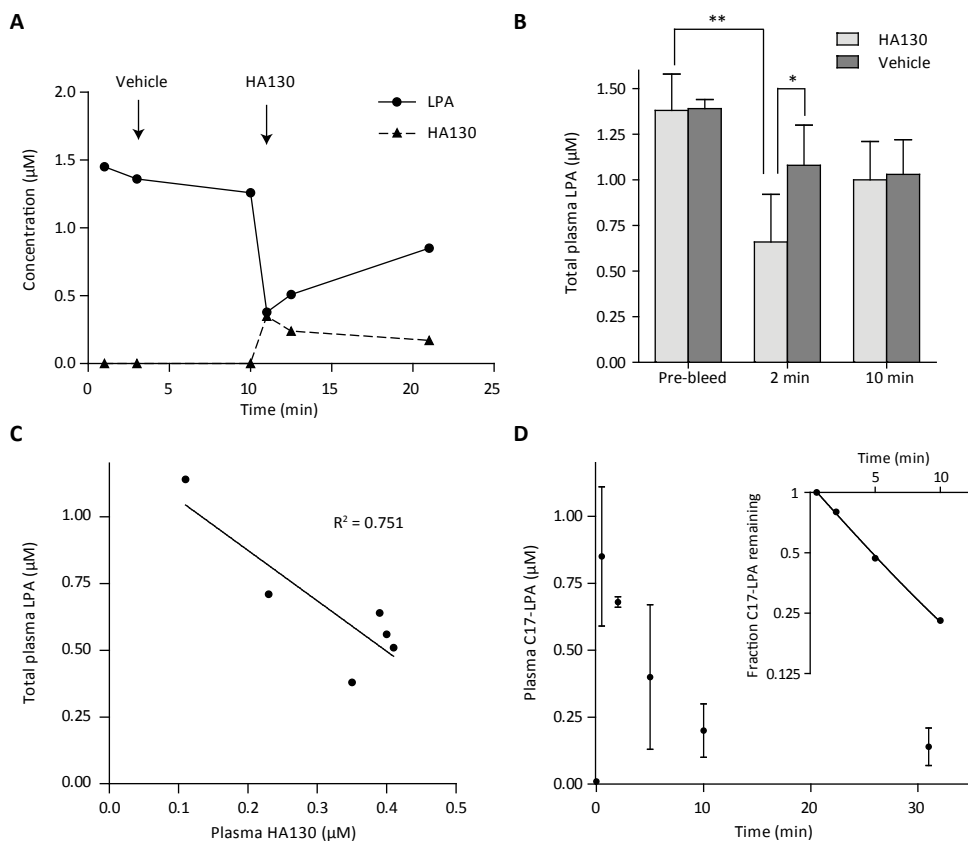 A
Vehicle
HA130
LPA
HA130
2.0
1.5
1.0
0.5
0.0
Concentration (µM)
0
5
10
15
20
25
Time (min)
B
**
*
HA130
Vehicle
1.50
1.25
1.00
0.75
0.50
0.25
0.00
Total plasma LPA (µM)
Pre-bleed
2 min
10 min
C
R² = 0.751
1.00
0.75
0.50
0.25
0.00
Total plasma LPA (µM)
0.0
0.1
0.2
0.3
0.4
0.5
Plasma HA130 (µM)
D
1.00
0.75
0.50
0.25
0.00
Plasma C17-LPA (µM)
0
10
20
30
Time (min)
Time (min)
5
10
1
0.5
0.25
0.125
Fraction C17-LPA remaining